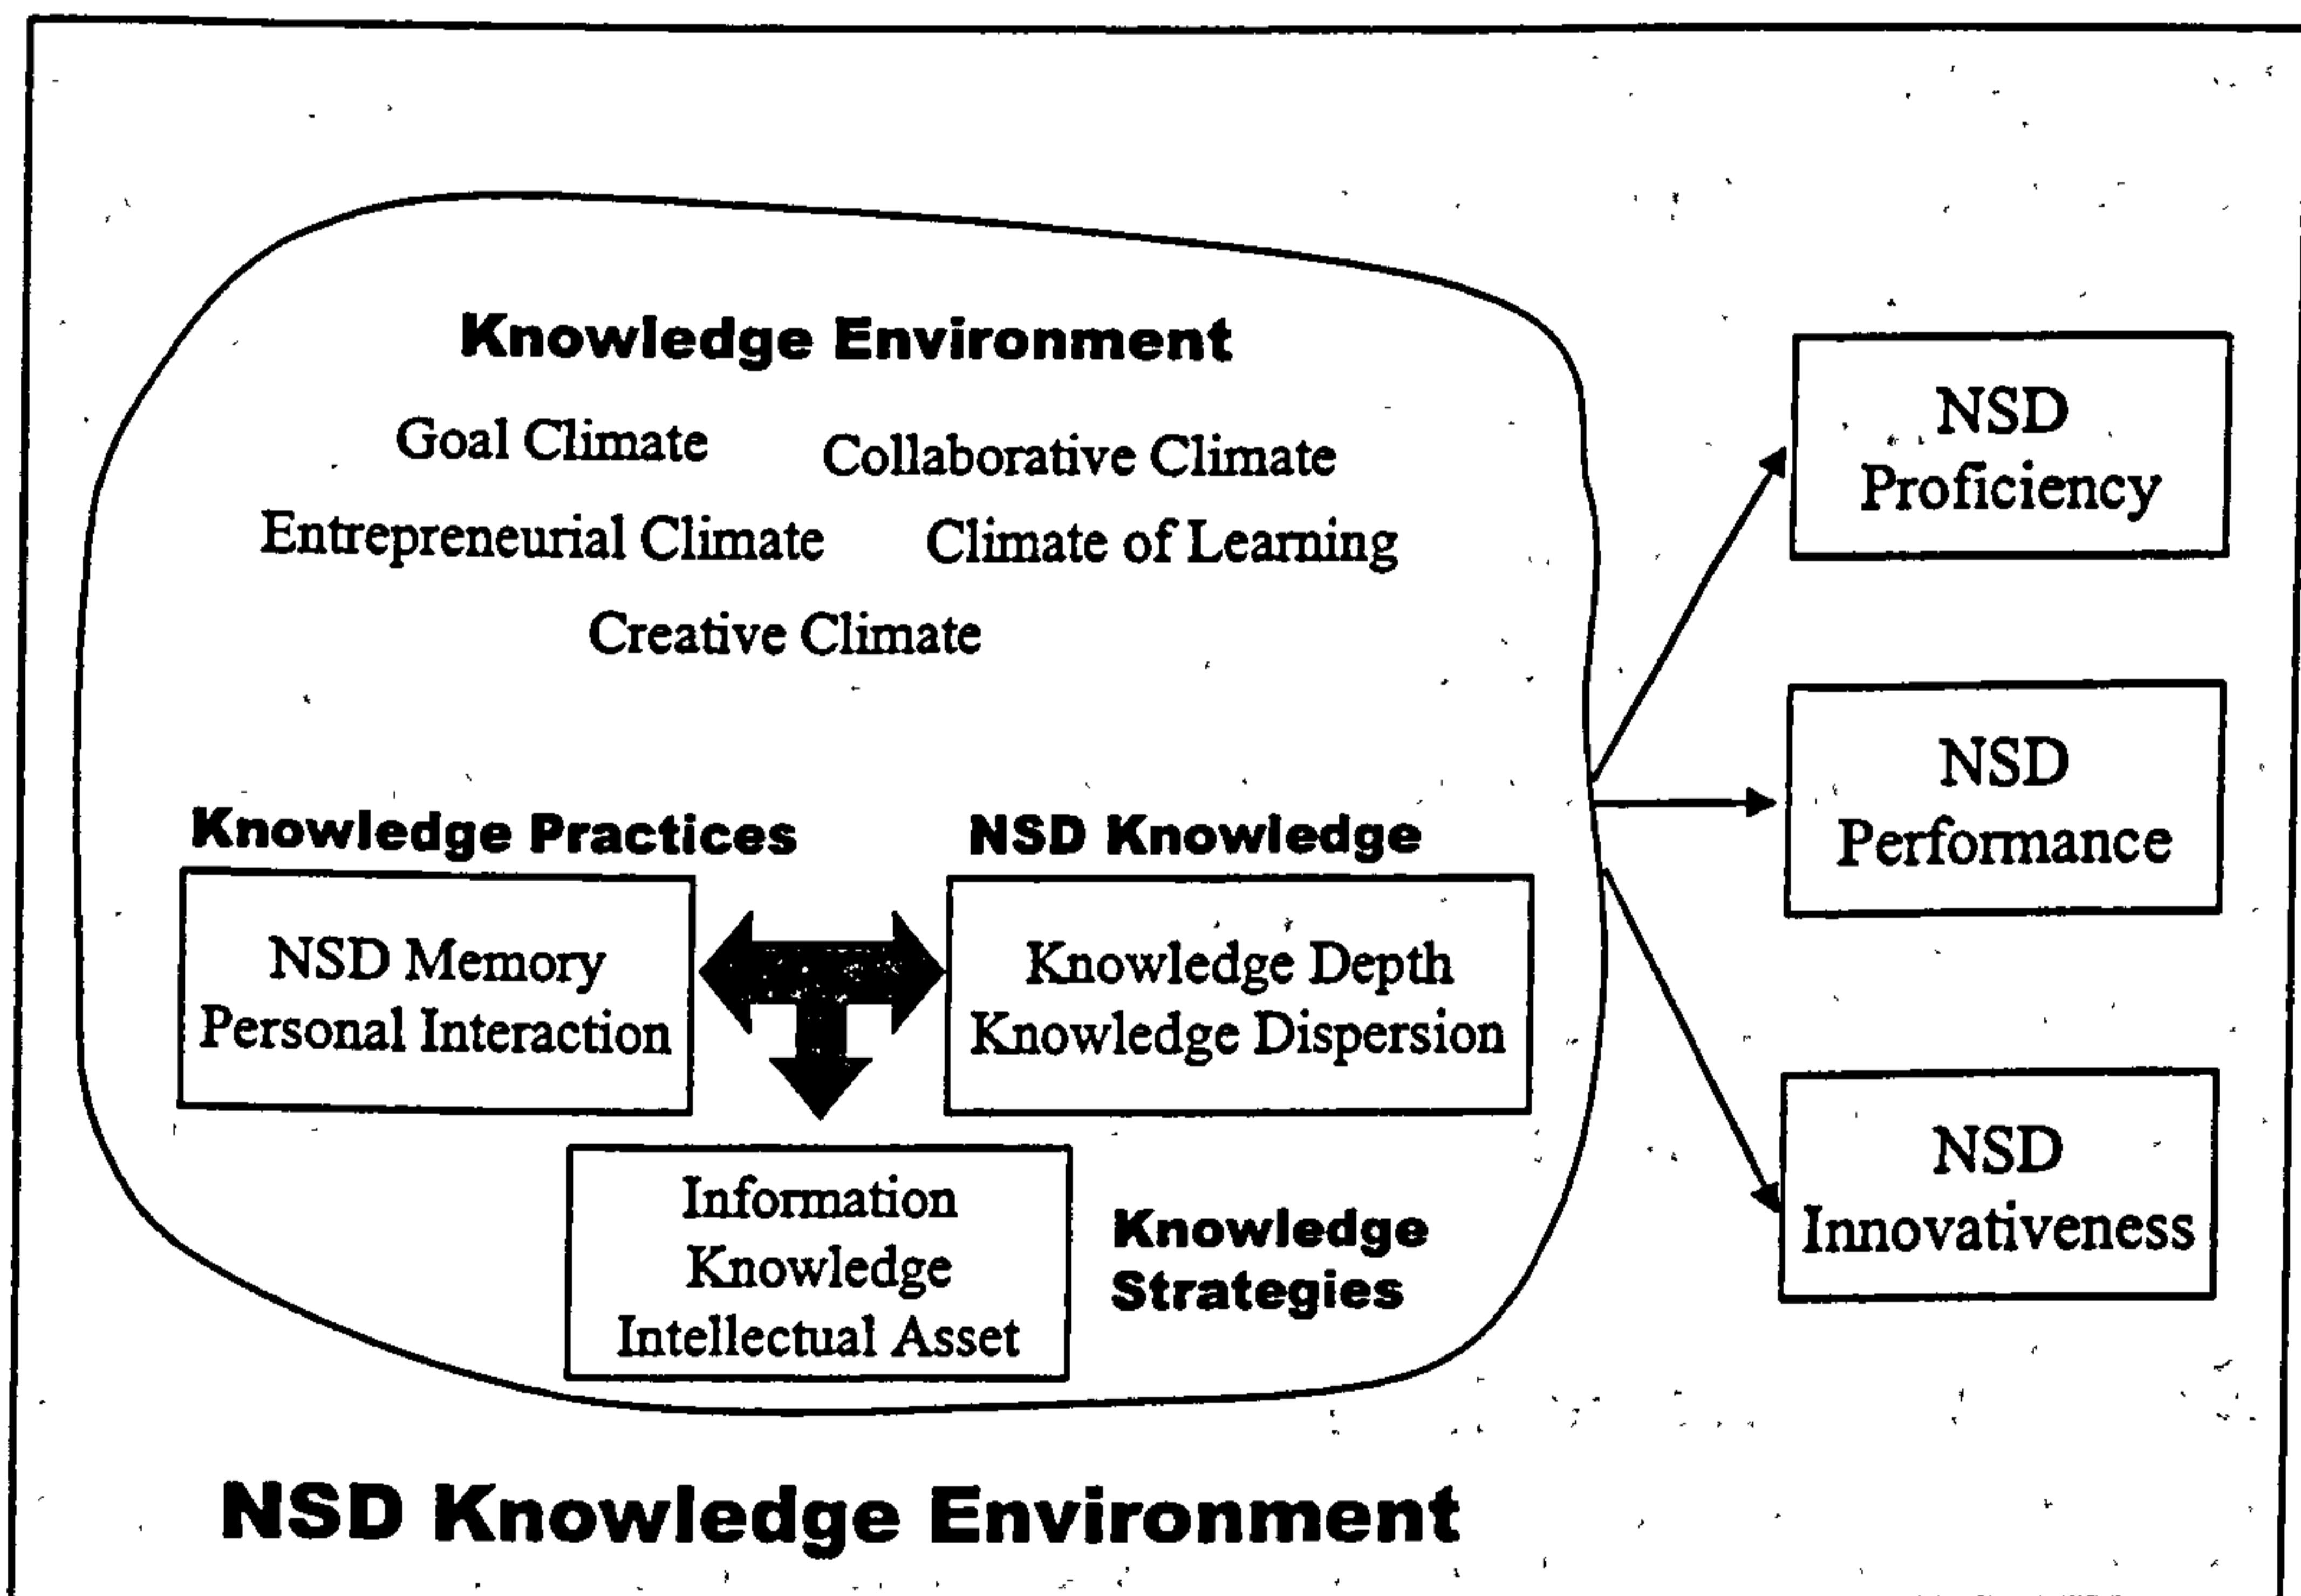 Knowledge Environment
Goal Climate
Collaborative Climate
Entrepreneurial Climate
Climate of Learning
Creative Climate
Knowledge Practices
NSD Memory
Personal Interaction
NSD Knowledge
Knowledge Depth
Knowledge Dispersion
Information
Knowledge
Intellectual Asset
Knowledge
Strategies
NSD
Proficiency
NSD
Performance
NSD
Innovativeness
NSD Knowledge Environment